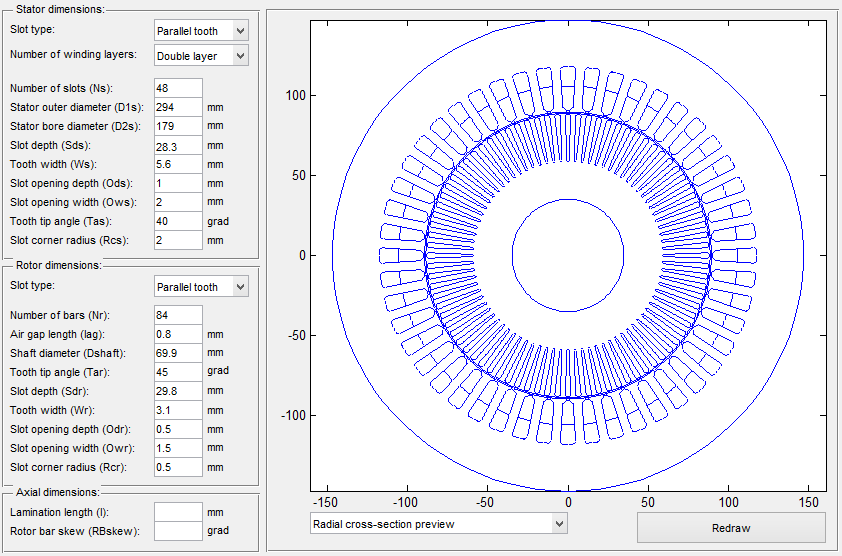 Stator dimensions:
Slot type: Parallel tooth
Number of winding layers: Double layer
Number of slots (Ns): 48
Stator outer diameter (D1s): 294 mm
Stator bore diameter (D2s): 179 mm
Slot depth (Sds): 28.3 mm
Tooth width (Ws): 5.6 mm
Slot opening depth (Ods): 1 mm
Slot opening width (Ows): 2 mm
Tooth tip angle (Tas): 40 grad
Slot corner radius (Rcs): 2 mm
Rotor dimensions:
Slot type: Parallel tooth
Number of bars (Nr): 84
Air gap length (lag): 0.8 mm
Shaft diameter (Dshaft): 69.9 mm
Tooth tip angle (Tar): 45 grad
Slot depth (Sdr): 29.8 mm
Tooth width (Wr): 3.1 mm
Slot opening depth (Odr): 0.5 mm
Slot opening width (Owr): 1.5 mm
Slot corner radius (Rcr): 0.5 mm
Axial dimensions:
Lamination length (l): mm
Rotor bar skew (RBskew): grad
100
50
0
-50
-100
-150 -100 -50 0 50 100 150
Radial cross-section preview
Redraw